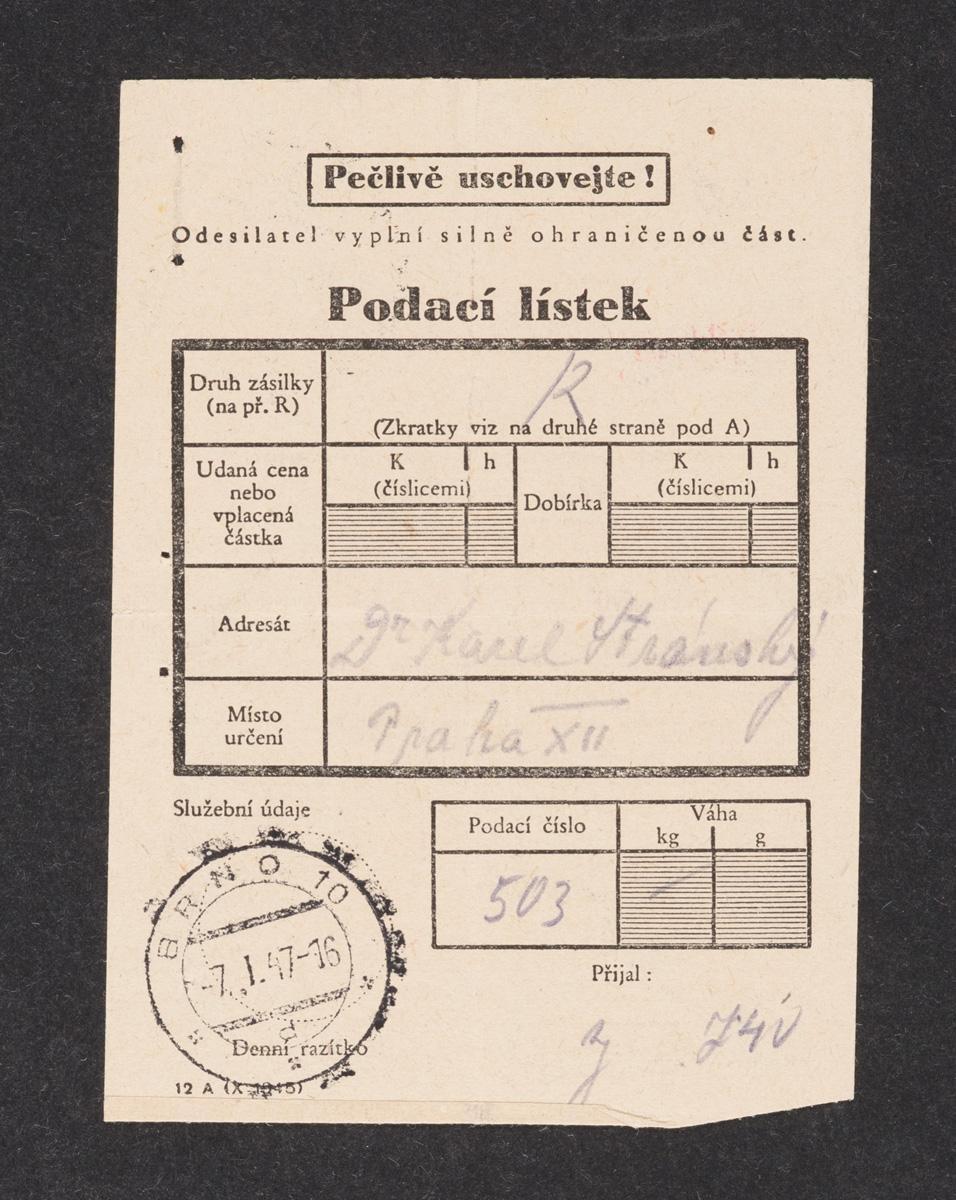 Pečlivě uschovejte!
Odesilatel vyplní silně ohraničenou část.
Podací lístek
Druh zásilky
(na př. R)
R
(Zkratky viz na druhé straně pod A)
Udaná cena
nebo
vplacená
částka
K h
(číslicemi)
Dobírka
K h
(číslicemi)
Adresát
Dr Karel Stránský
Místo
určení
Praha XII
Služební údaje
Podací číslo
503
Váha
kg g
BRNO 10
-7.I.47-16
Denní razítko
Přijal:
12 A (X. 1945)